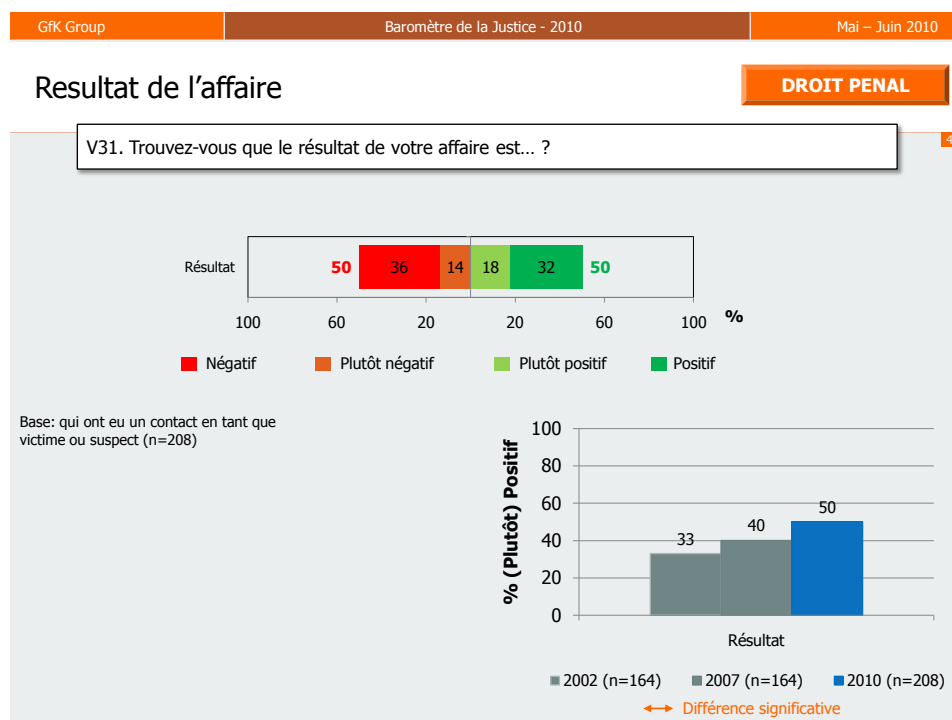 GfK Group
Baromètre de la Justice - 2010
Mai – Juin 2010
Resultat de l'affaire
DROIT PENAL
4
V31. Trouvez-vous que le résultat de votre affaire est… ?
Résultat
50 36 14 18 32 50
100 60 20 20 60 100 %
Négatif Plutôt négatif Plutôt positif Positif
Base: qui ont eu un contact en tant que
victime ou suspect (n=208)
% (Plutôt) Positif
100
80
60
40
20
0
33
40
50
Résultat
2002 (n=164) 2007 (n=164) 2010 (n=208)
Différence significative